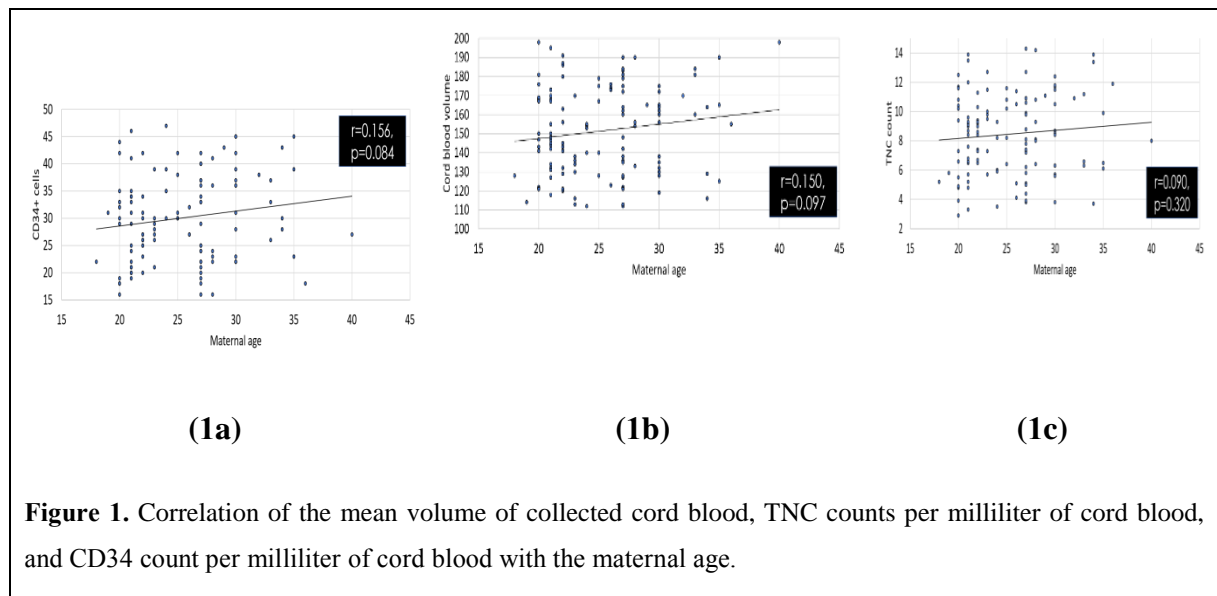 CD34+ cells
50
45
40
35
30
25
20
15
15 20 25 30 35 40 45
Maternal age
r=0.156,
p=0.084
(1a)
Cord blood volume
200
190
180
170
160
150
140
130
120
110
100
15 20 25 30 35 40 45
Maternal age
r=0.150,
p=0.097
(1b)
TNC count
14
12
10
8
6
4
2
15 20 25 30 35 40 45
Maternal age
r=0.090,
p=0.320
(1c)
Figure 1. Correlation of the mean volume of collected cord blood, TNC counts per milliliter of cord blood,
and CD34 count per milliliter of cord blood with the maternal age.